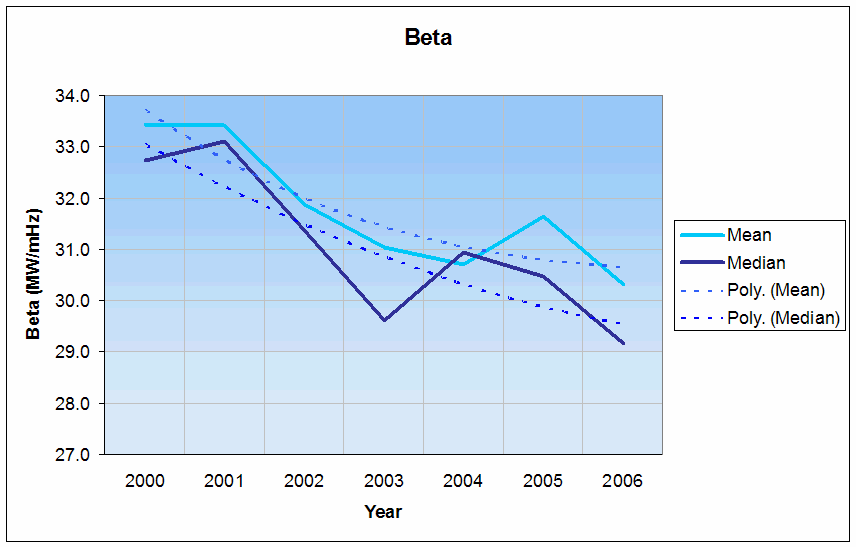 Beta
34.0
33.0
32.0
31.0
30.0
29.0
28.0
27.0
Beta (MW/mHz)
2000 2001 2002 2003 2004 2005 2006
Year
Mean
Median
Poly. (Mean)
Poly. (Median)